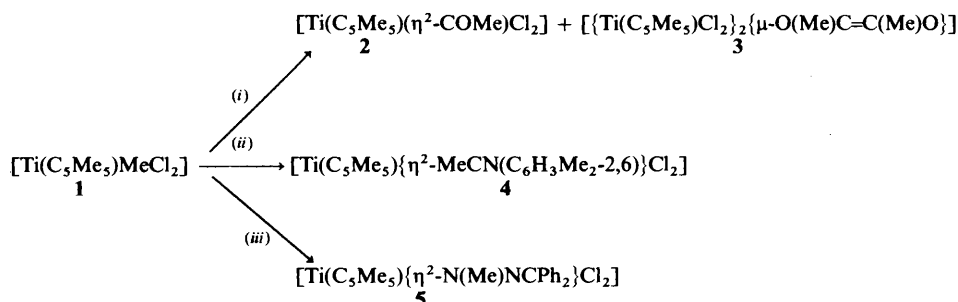 [Ti(C₅Me₅)(η²-COMe)Cl₂] + [{Ti(C₅Me₅)Cl₂}₂{μ-O(Me)C=C(Me)O}]
2 3
(i)
(ii)
[Ti(C₅Me₅)MeCl₂] [Ti(C₅Me₅){η²-MeCN(C₆H₃Me₂-2,6)}Cl₂]
1 4
(iii)
[Ti(C₅Me₅){η²-N(Me)NCPh₂}Cl₂]
5